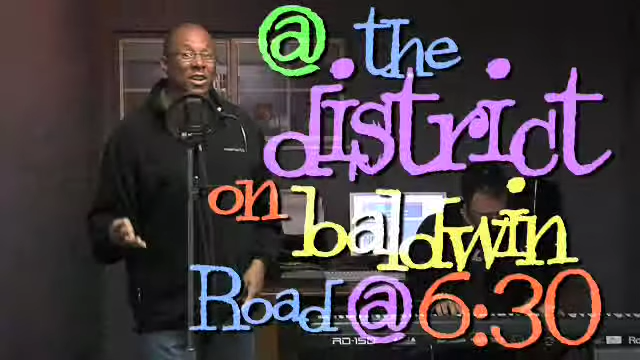 @ the
district
on baldwin
Road @ 6:30
RD-150